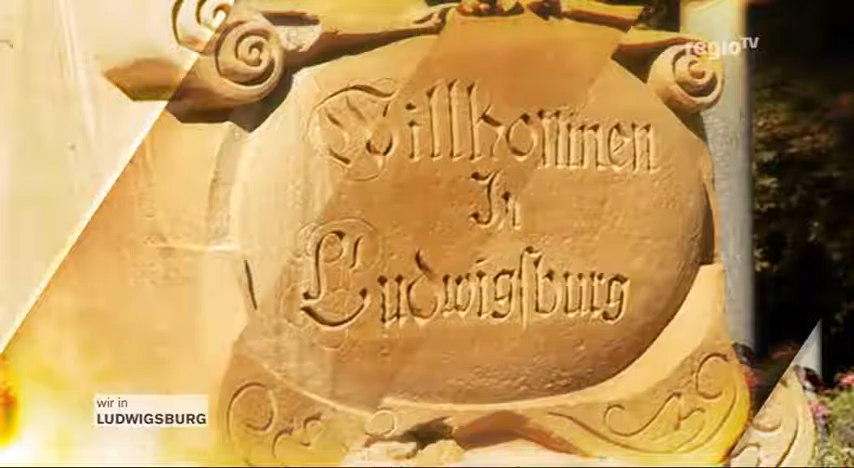 regioTV
Willkommen
In
Ludwigsburg
wir in
LUDWIGSBURG